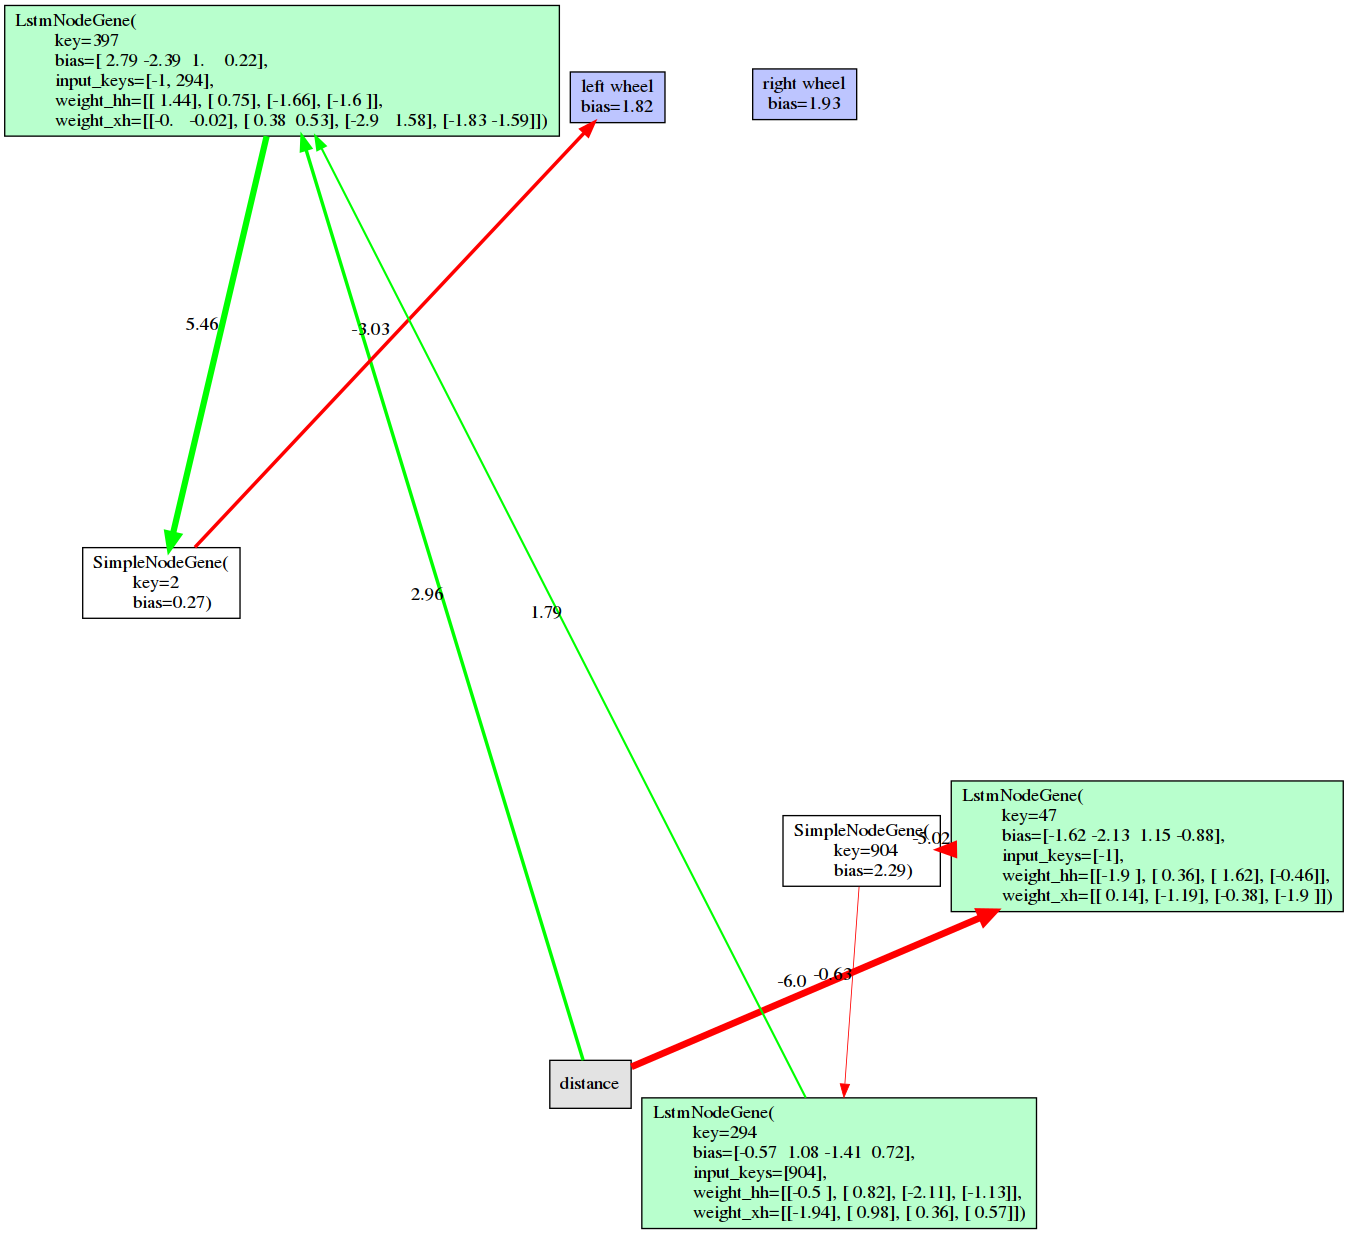 LstmNodeGene(
key=397
bias=[ 2.79 -2.39  1.    0.22],
input_keys=[-1, 294],
weight_hh=[[ 1.44], [ 0.75], [-1.66], [-1.6 ]],
weight_xh=[[-0.   -0.02], [ 0.38  0.53], [-2.9   1.58], [-1.83 -1.59]])
left wheel
bias=1.82
right wheel
bias=1.93
5.46
-3.03
SimpleNodeGene(
key=2
bias=0.27)
2.96
1.79
SimpleNodeGene(
key=904
bias=2.29)
LstmNodeGene(
key=47
bias=[-1.62 -2.13  1.15 -0.88],
input_keys=[-1],
weight_hh=[[-1.9 ], [ 0.36], [ 1.62], [-0.46]],
weight_xh=[[ 0.14], [-1.19], [-0.38], [-1.9 ]])
-6.0
-0.63
distance
LstmNodeGene(
key=294
bias=[-0.57  1.08 -1.41  0.72],
input_keys=[904],
weight_hh=[[-0.5 ], [ 0.82], [-2.11], [-1.13]],
weight_xh=[[-1.94], [ 0.98], [ 0.36], [ 0.57]])